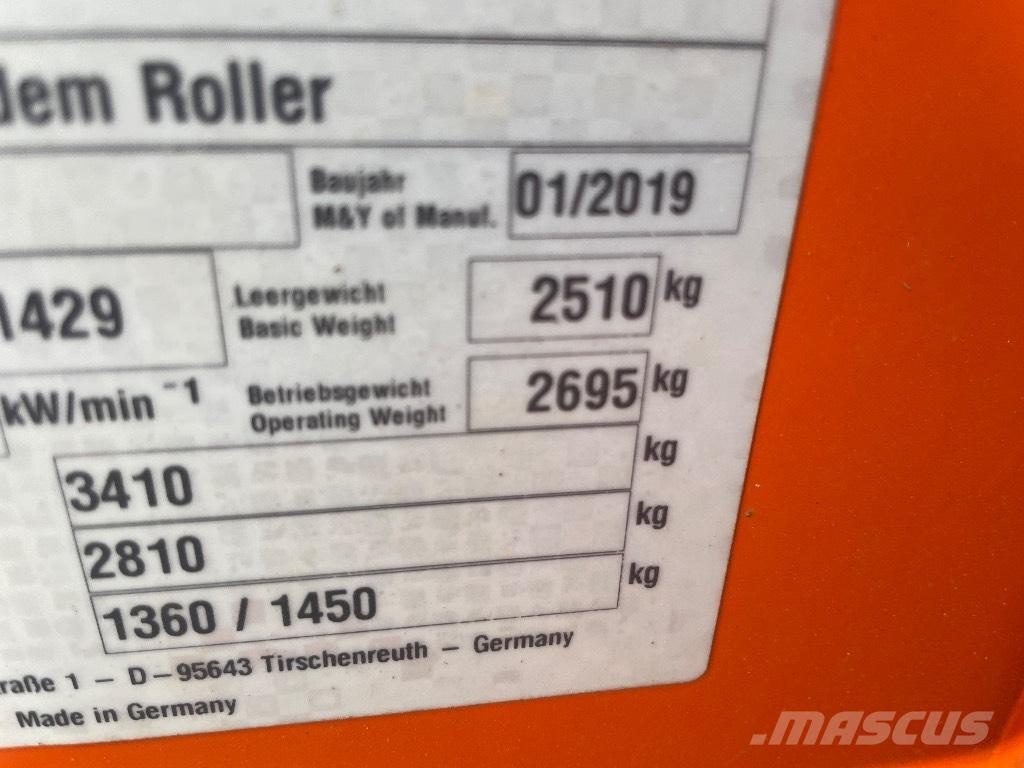 dem Roller
Baujahr
M&Y of Manuf.
01/2019
1429
Leergewicht
Basic Weight
2510 kg
kW/min⁻¹
Betriebsgewicht
Operating Weight
2695 kg
3410 kg
2810 kg
1360 / 1450 kg
raße 1 – D–95643 Tirschenreuth – Germany
Made in Germany
MASCUS